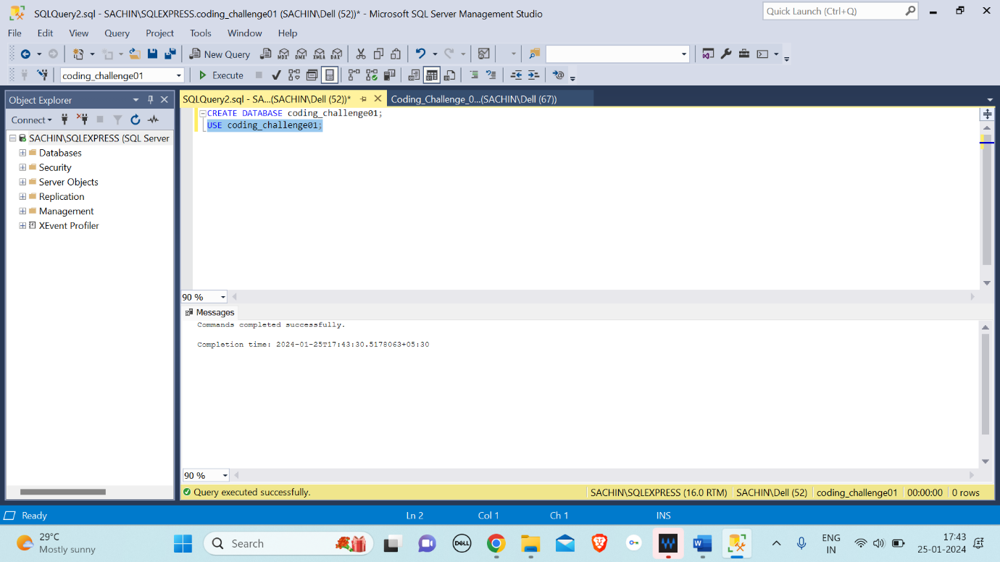 SQLQuery2.sql - SACHIN\SQLEXPRESS.coding_challenge01 (SACHIN\Dell (52))* - Microsoft SQL Server Management Studio
Quick Launch (Ctrl+Q)
File Edit View Query Project Tools Window Help
New Query
MDX DMX XMLA DAX
coding_challenge01
Execute
Object Explorer
SQLQuery2.sql - SA...(SACHIN\Dell (52))*
Coding_Challenge_0...(SACHIN\Dell (67))
Connect
SACHIN\SQLEXPRESS (SQL Server
Databases
Security
Server Objects
Replication
Management
XEvent Profiler
CREATE DATABASE coding_challenge01;
USE coding_challenge01;
90 %
Messages
Commands completed successfully.
Completion time: 2024-01-25T17:43:30.5178063+05:30
90 %
Query executed successfully.
SACHIN\SQLEXPRESS (16.0 RTM)
SACHIN\Dell (52)
coding_challenge01
00:00:00
0 rows
Ready
Ln 2
Col 1
Ch 1
INS
29°C
Mostly sunny
Search
DELL
W
ENG
IN
17:43
25-01-2024